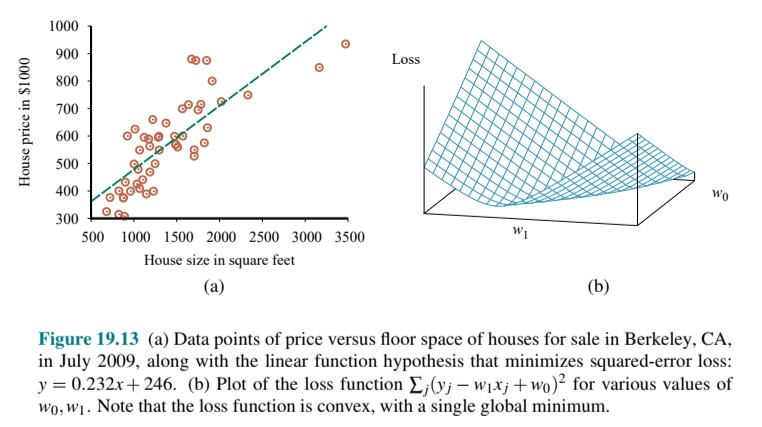 1000
900
800
700
600
500
400
300
House price in $1000
500 1000 1500 2000 2500 3000 3500
House size in square feet
(a)
Loss
w0
w1
(b)
Figure 19.13 (a) Data points of price versus floor space of houses for sale in Berkeley, CA,
in July 2009, along with the linear function hypothesis that minimizes squared-error loss:
y = 0.232x + 246. (b) Plot of the loss function ∑j(yj − w1xj + w0)² for various values of
w0, w1. Note that the loss function is convex, with a single global minimum.